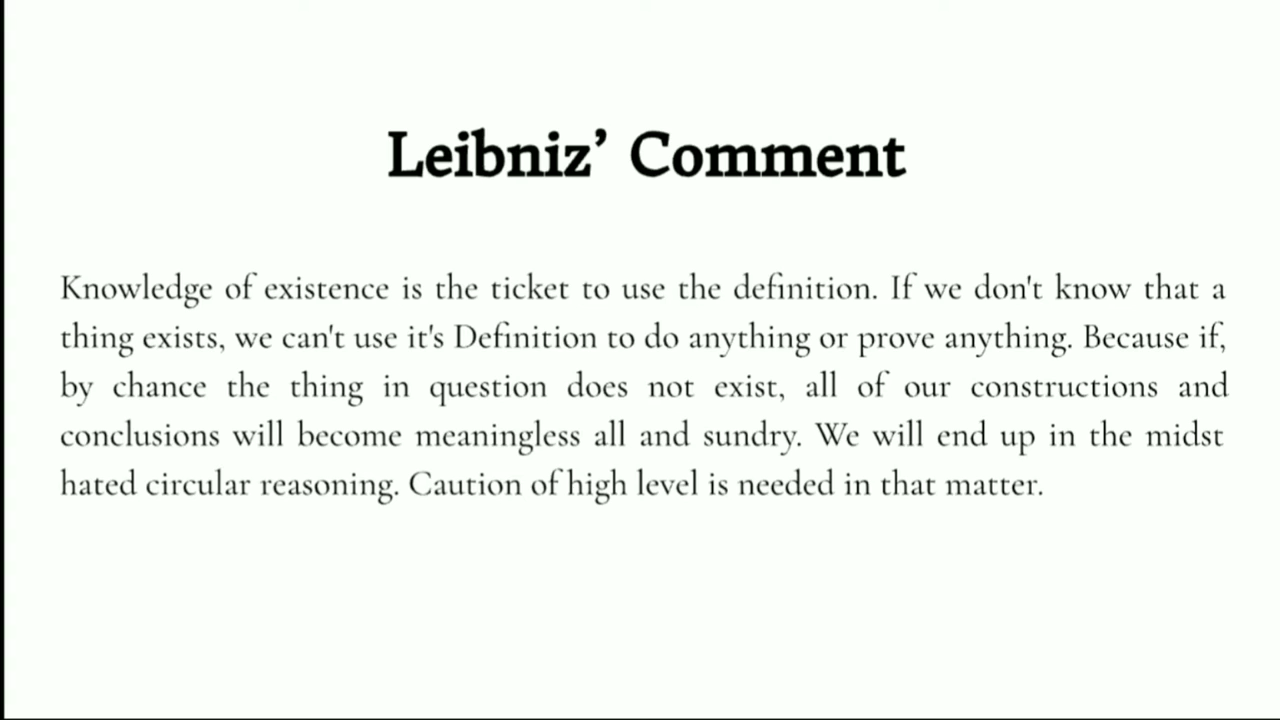 Leibniz’ Comment
Knowledge of existence is the ticket to use the definition. If we don't know that a
thing exists, we can't use it's Definition to do anything or prove anything. Because if,
by chance the thing in question does not exist, all of our constructions and
conclusions will become meaningless all and sundry. We will end up in the midst
hated circular reasoning. Caution of high level is needed in that matter.